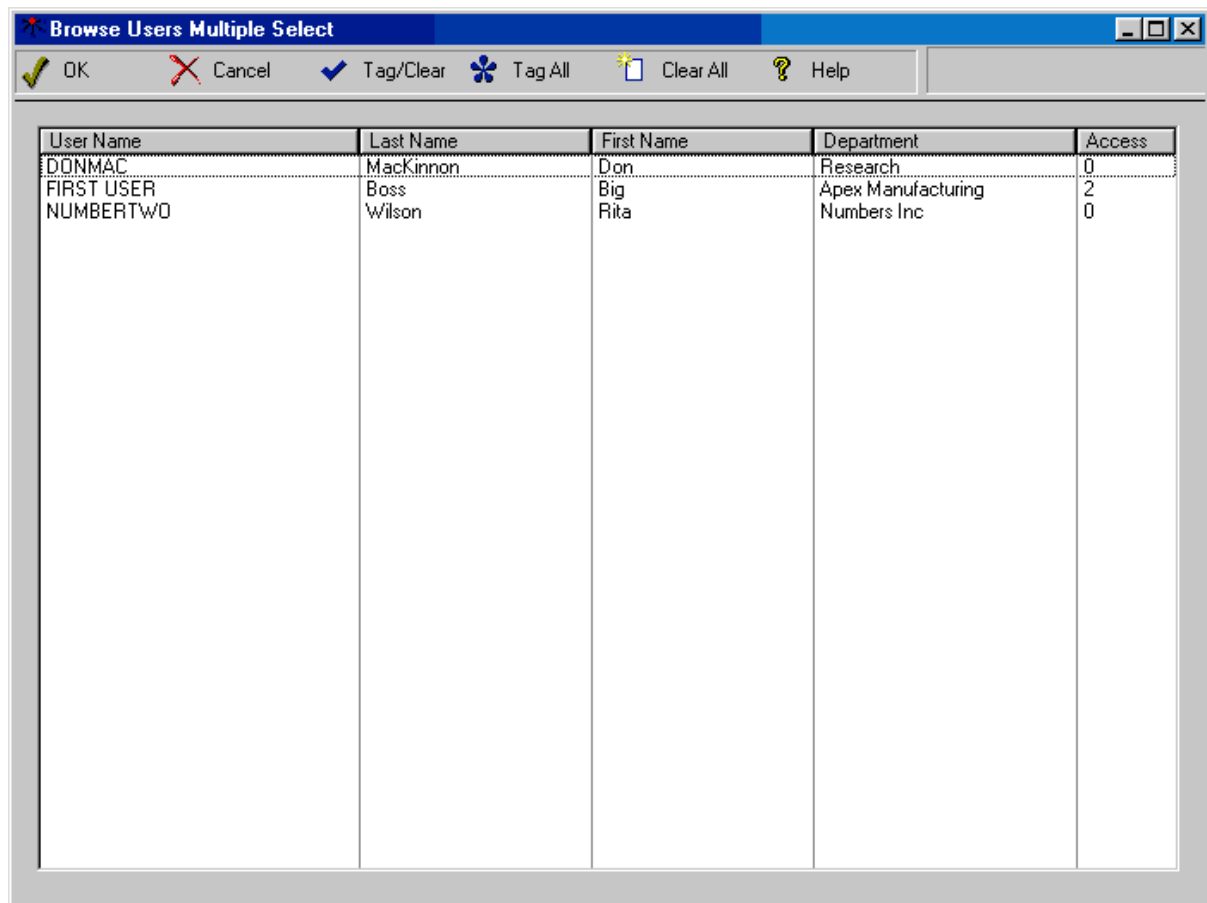 Browse Users Multiple Select
OK Cancel Tag/Clear Tag All Clear All Help
User Name Last Name First Name Department Access
DONMAC MacKinnon Don Research 0
FIRST USER Boss Big Apex Manufacturing 2
NUMBERTWO Wilson Rita Numbers Inc 0